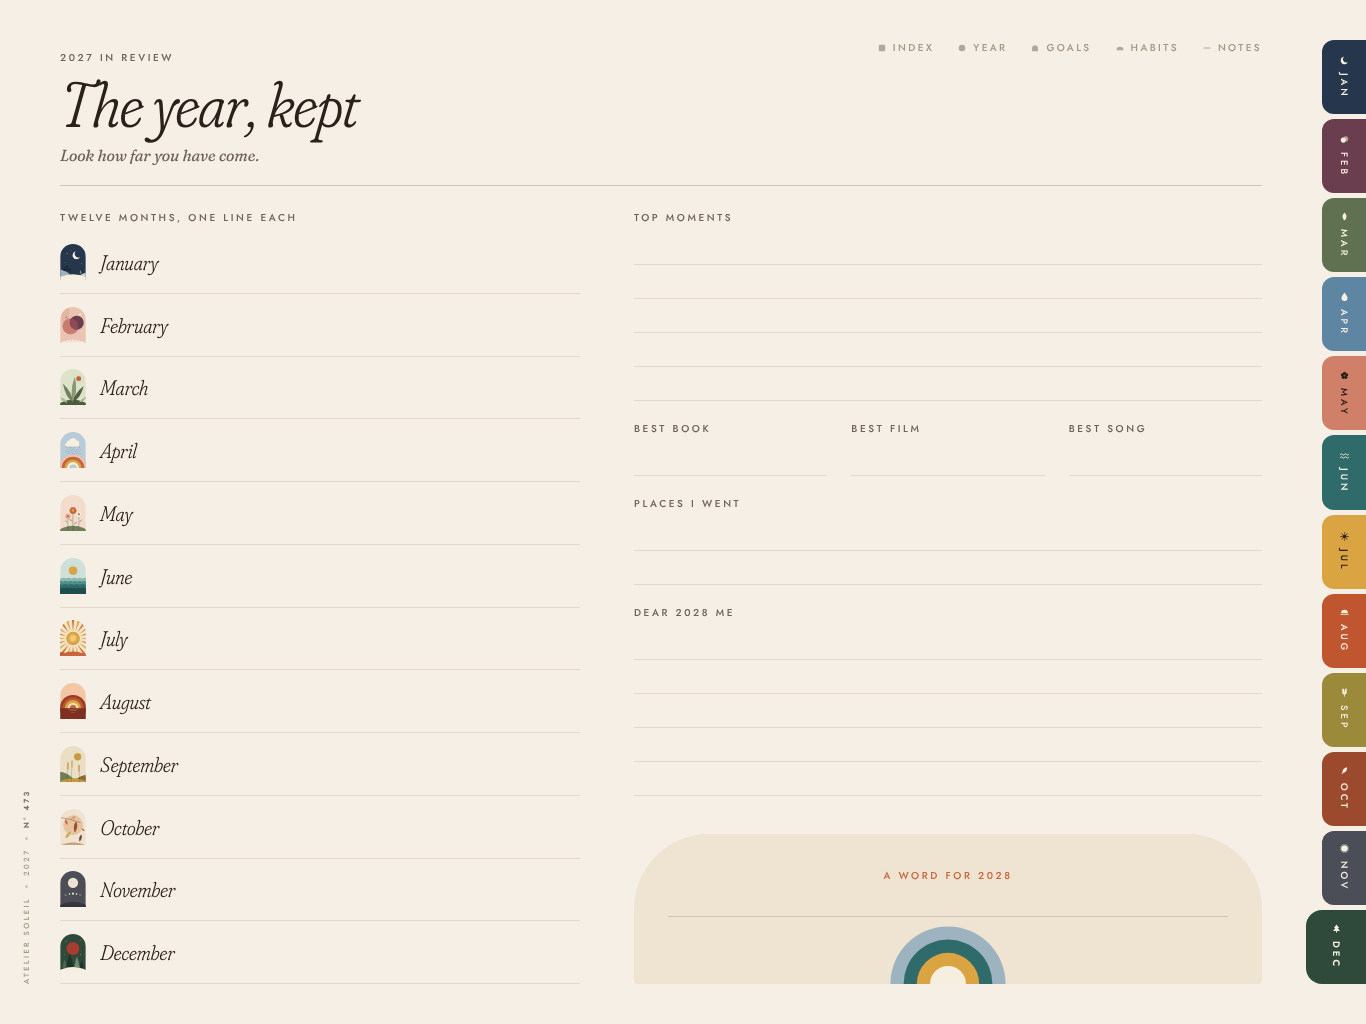 2027 IN REVIEW
The year, kept
Look how far you have come.
INDEX
YEAR
GOALS
HABITS
NOTES
TWELVE MONTHS, ONE LINE EACH
January
February
March
April
May
June
July
August
September
October
November
December
TOP MOMENTS
BEST BOOK
BEST FILM
BEST SONG
PLACES I WENT
DEAR 2028 ME
A WORD FOR 2028
JAN
FEB
MAR
APR
MAY
JUN
JUL
AUG
SEP
OCT
NOV
DEC
ATELIER SOLEIL ◦ 2027 ◦ N° 473